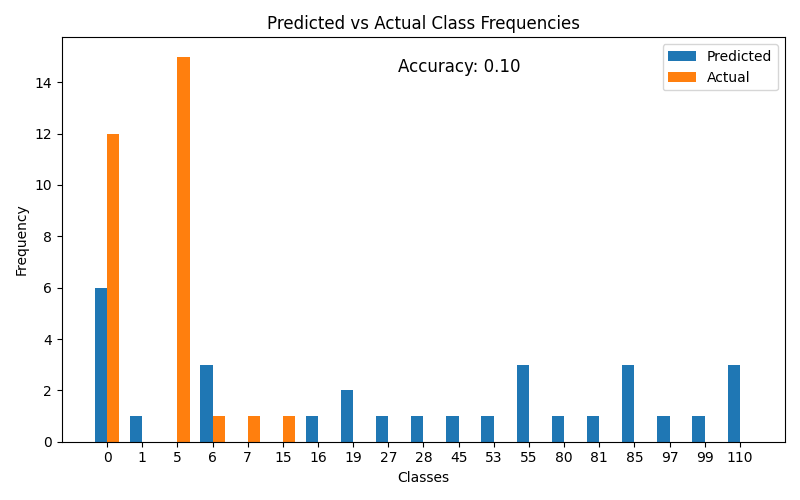 Predicted vs Actual Class Frequencies
Accuracy: 0.10
Predicted
Actual
Frequency
14
12
10
8
6
4
2
0
0 1 5 6 7 15 16 19 27 28 45 53 55 80 81 85 97 99 110
Classes